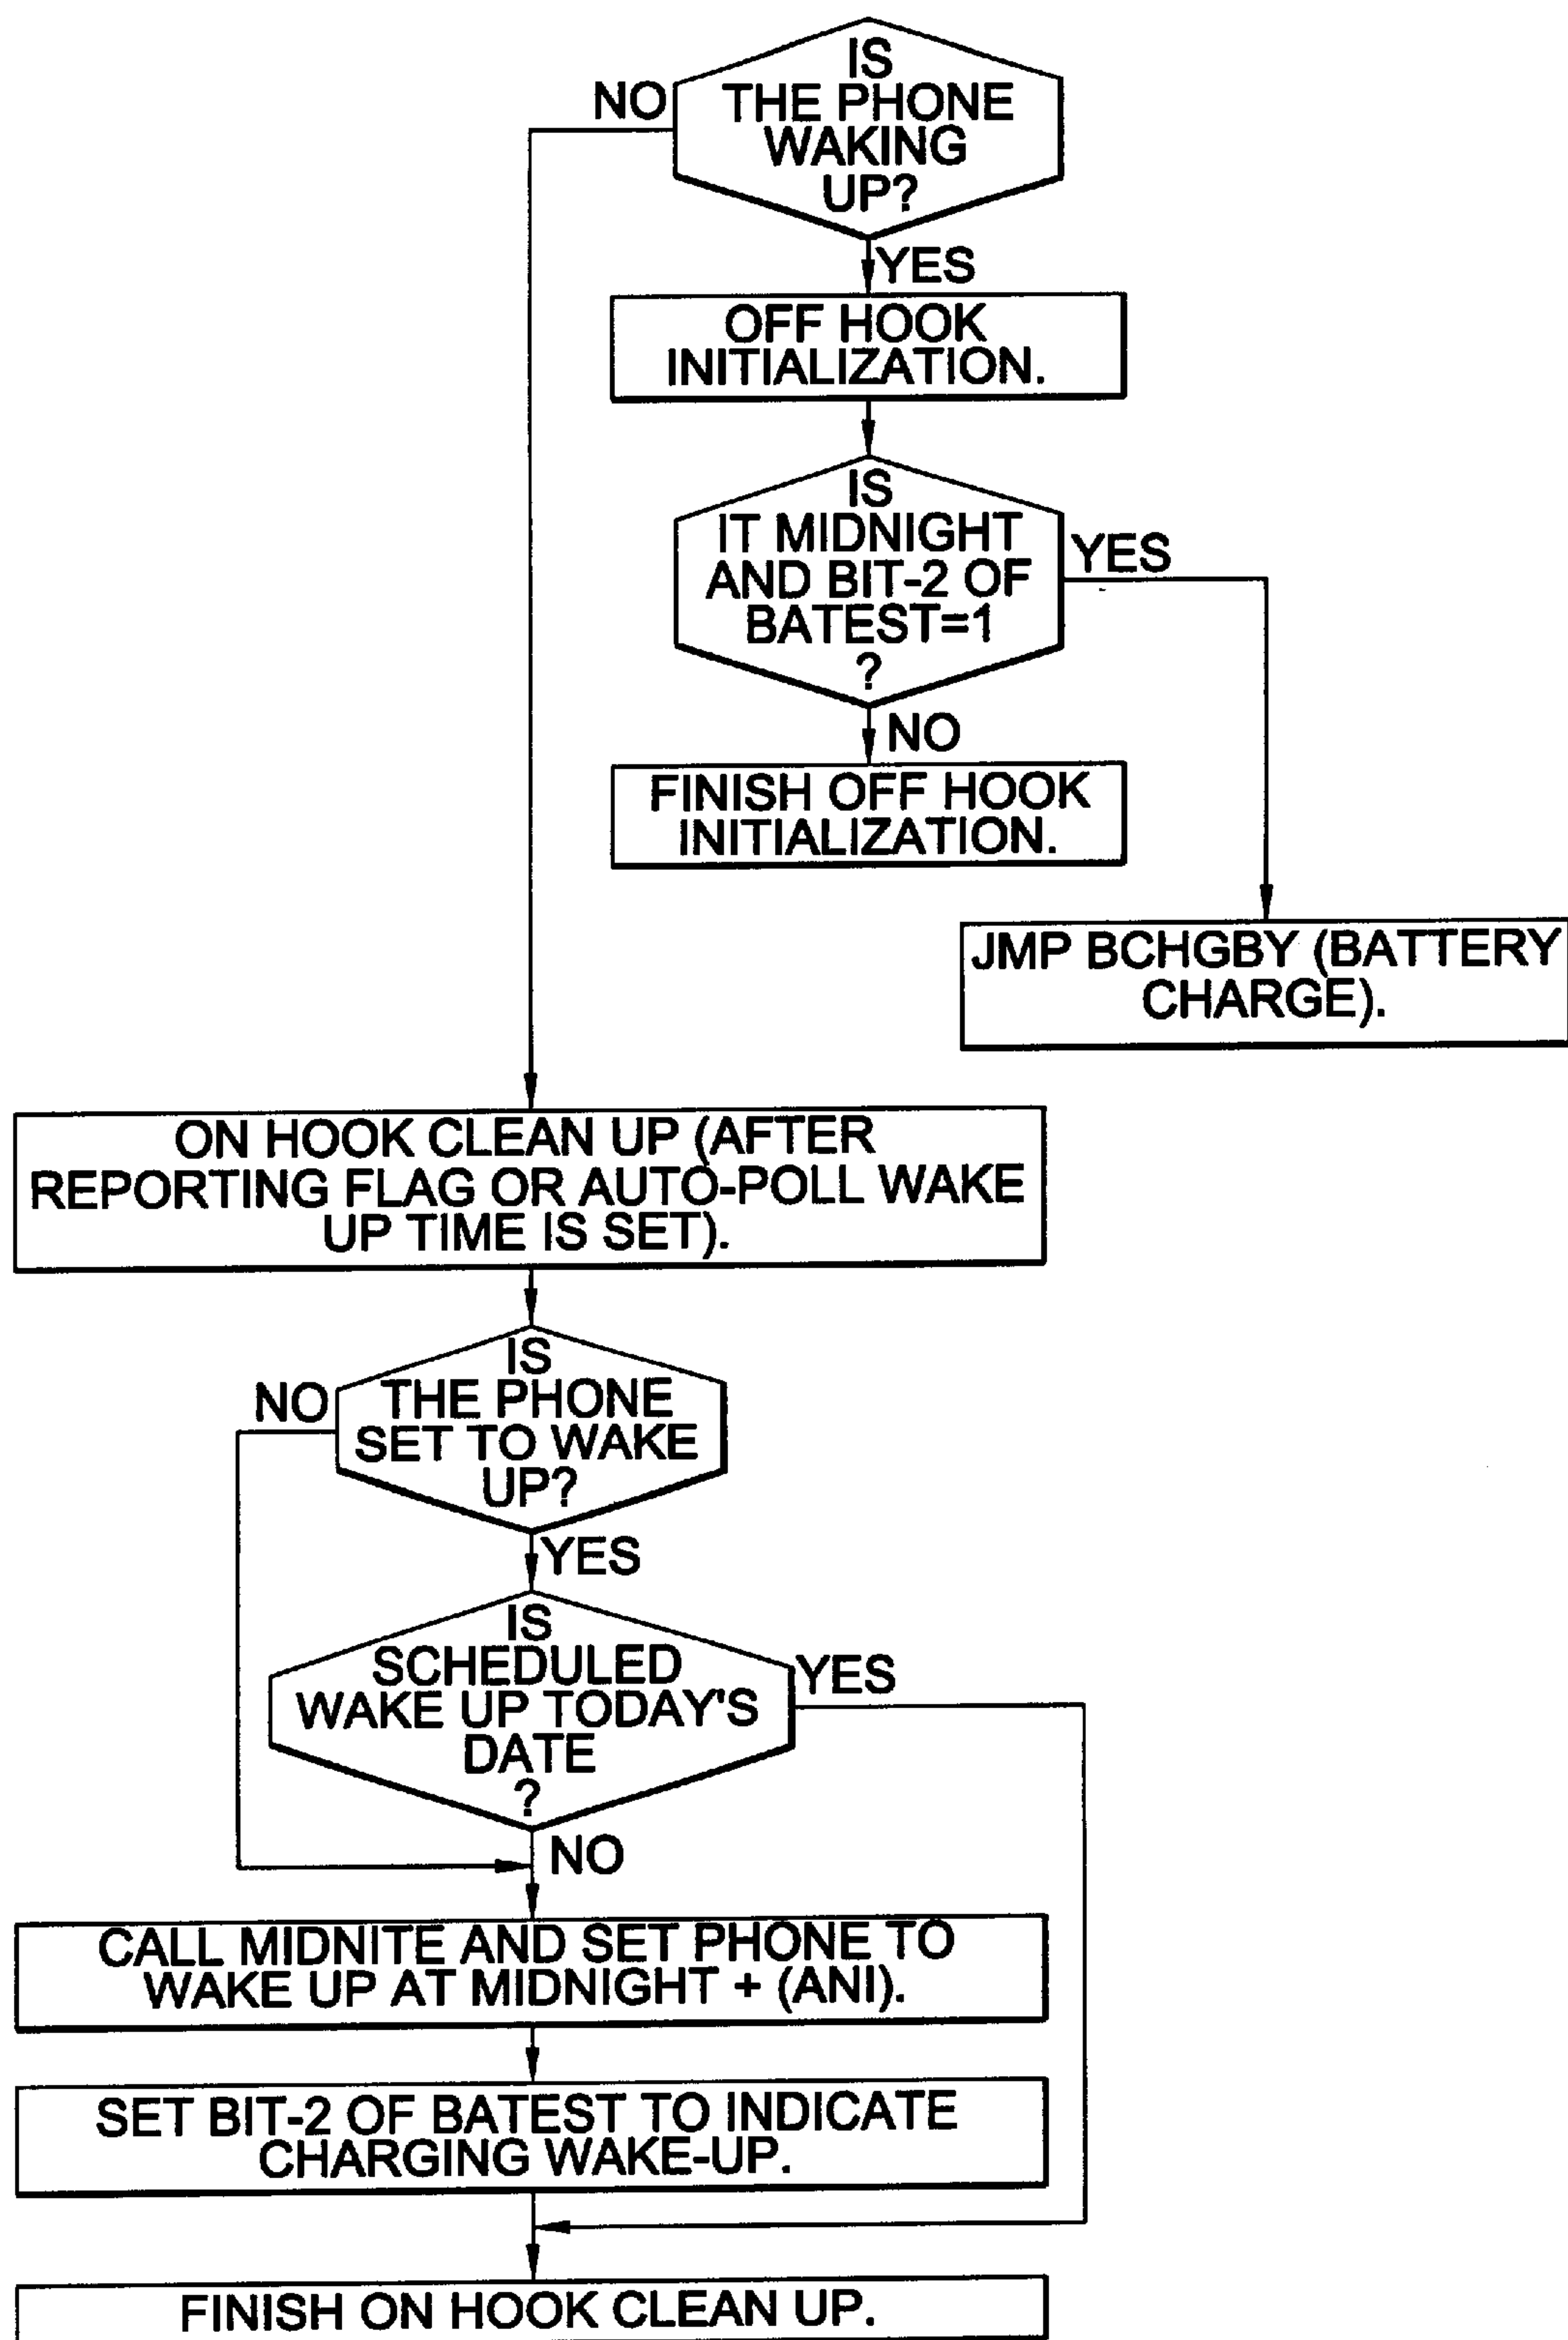 IS
THE PHONE
WAKING
UP?
NO
YES
OFF HOOK
INITIALIZATION.
IS
IT MIDNIGHT
AND BIT-2 OF
BATEST=1
?
YES
NO
FINISH OFF HOOK
INITIALIZATION.
JMP BCHGBY (BATTERY
CHARGE).
ON HOOK CLEAN UP (AFTER
REPORTING FLAG OR AUTO-POLL WAKE
UP TIME IS SET).
IS
THE PHONE
SET TO WAKE
UP?
NO
YES
IS
SCHEDULED
WAKE UP TODAY'S
DATE
?
YES
NO
CALL MIDNITE AND SET PHONE TO
WAKE UP AT MIDNIGHT + (ANI).
SET BIT-2 OF BATEST TO INDICATE
CHARGING WAKE-UP.
FINISH ON HOOK CLEAN UP.